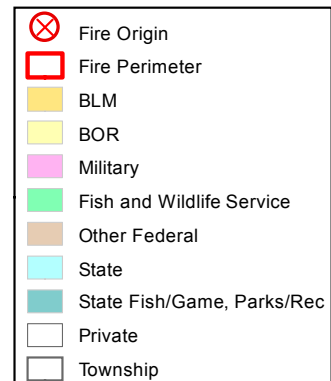 Fire Origin
Fire Perimeter
BLM
BOR
Military
Fish and Wildlife Service
Other Federal
State
State Fish/Game, Parks/Rec
Private
Township